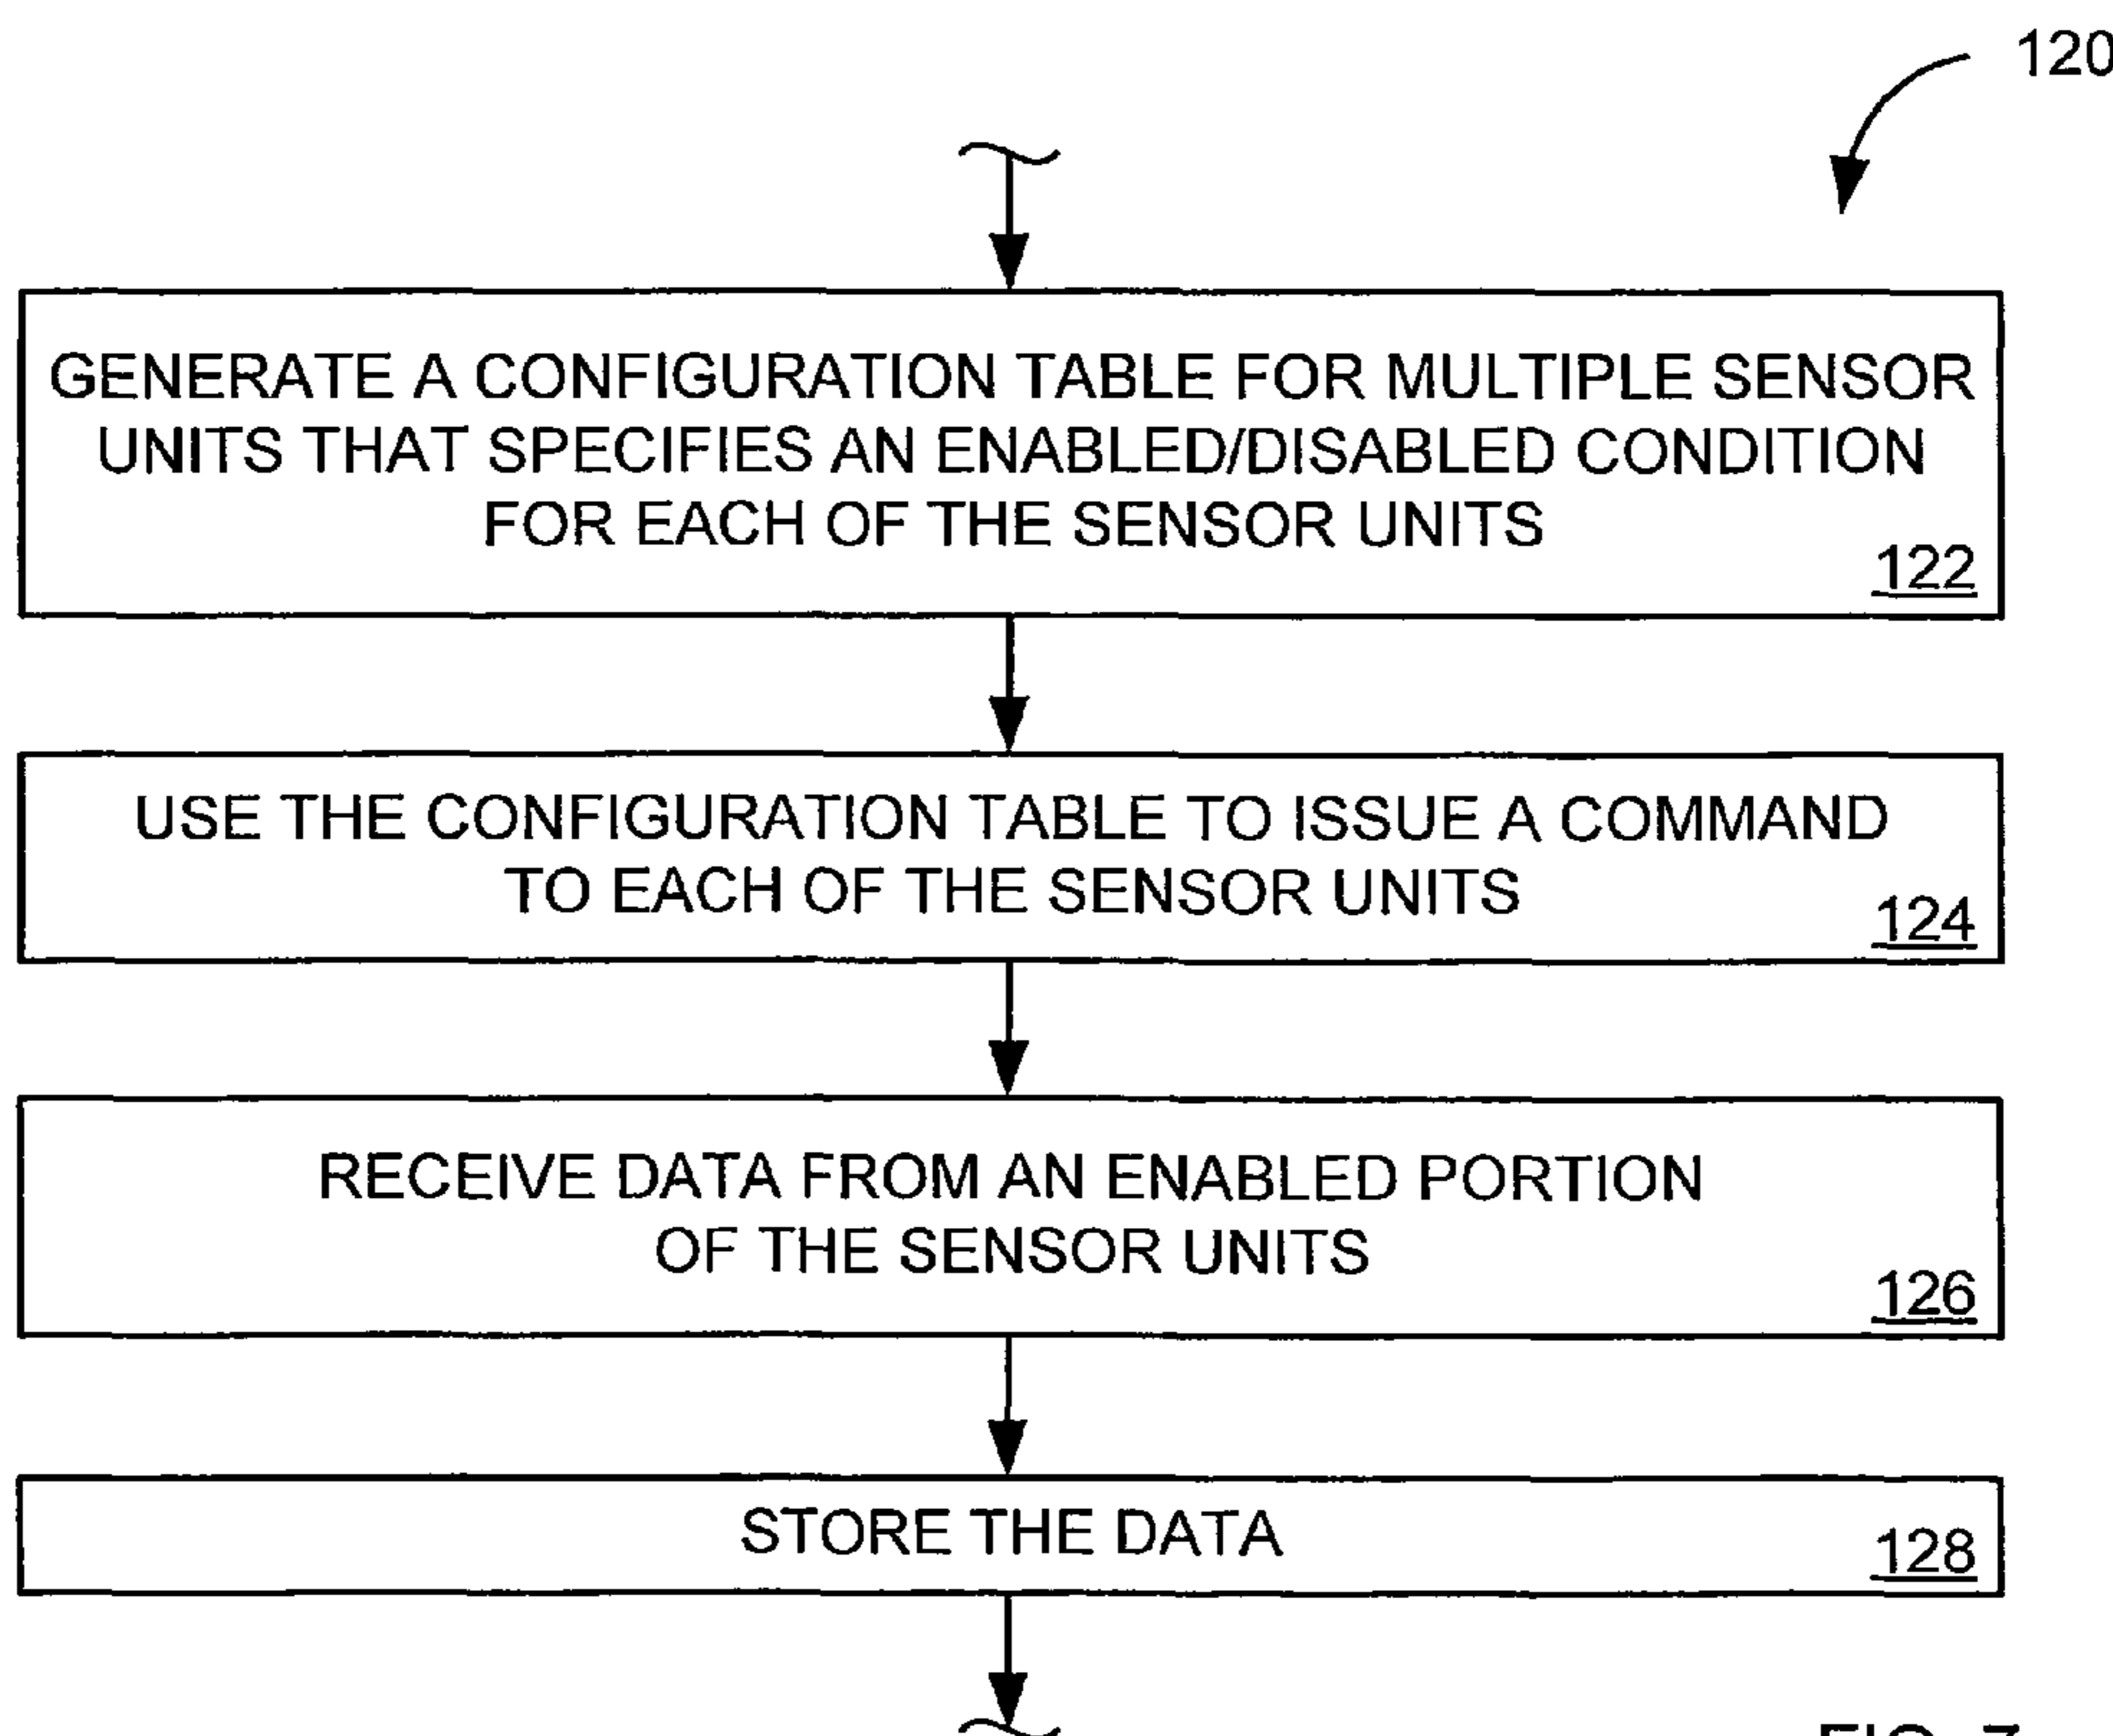 120
GENERATE A CONFIGURATION TABLE FOR MULTIPLE SENSOR
UNITS THAT SPECIFIES AN ENABLED/DISABLED CONDITION
FOR EACH OF THE SENSOR UNITS
122
USE THE CONFIGURATION TABLE TO ISSUE A COMMAND
TO EACH OF THE SENSOR UNITS
124
RECEIVE DATA FROM AN ENABLED PORTION
OF THE SENSOR UNITS
126
STORE THE DATA
128